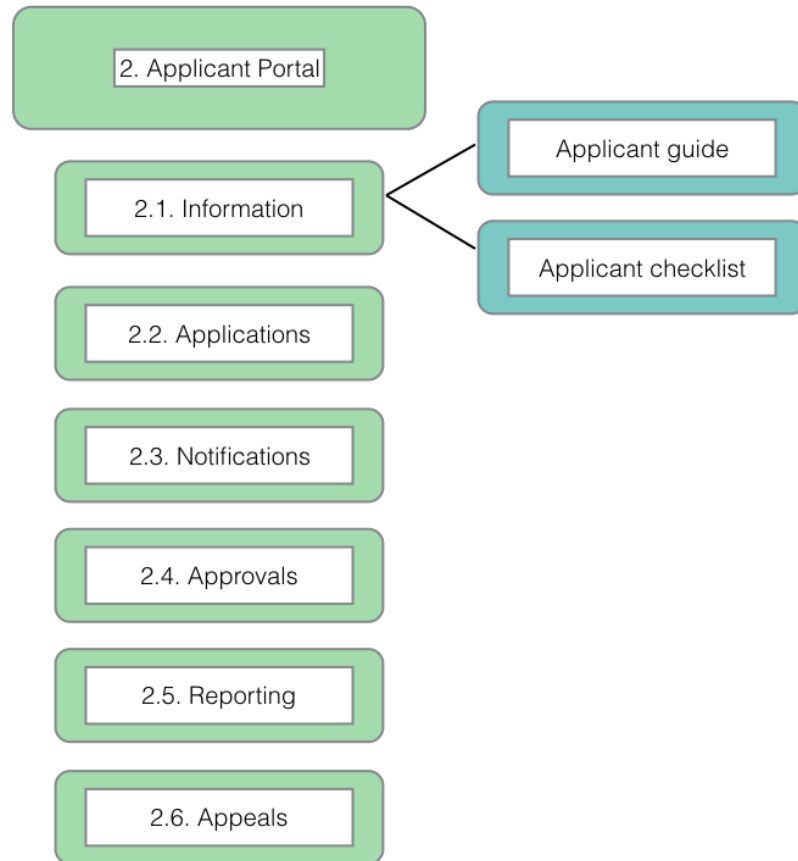 2. Applicant Portal
2.1. Information
Applicant guide
Applicant checklist
2.2. Applications
2.3. Notifications
2.4. Approvals
2.5. Reporting
2.6. Appeals